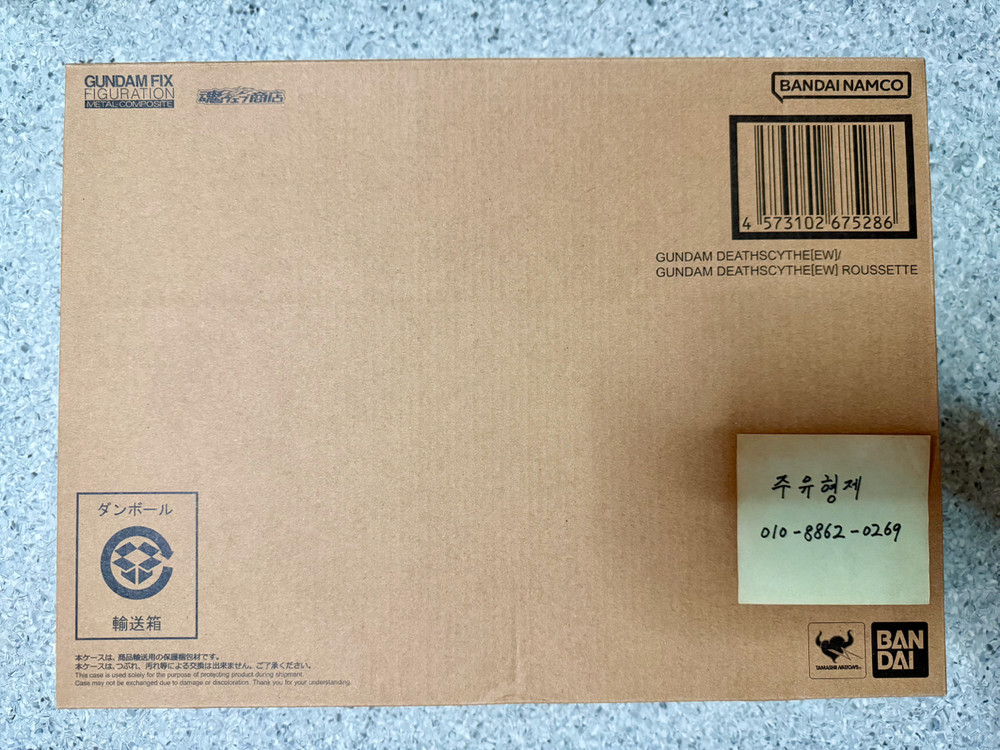 GUNDAM FIX
FIGURATION
METAL COMPOSITE
魂ウェブ商店
BANDAI NAMCO
4 573102 675286
GUNDAM DEATHSCYTHE[EW]/
GUNDAM DEATHSCYTHE[EW] ROUSSETTE
주유형제
010-8862-0269
ダンボール
輸送箱
本ケースは、商品輸送用の保護梱包材です。
本ケースは、つぶれ、汚れ等による交換は出来ません。ご了承ください。
This case is used solely for the purpose of protecting product during shipment.
Case may not be exchanged due to damage or discoloration. Thank you for your understanding.
TAMASHII NATIONS
BAN
DAI